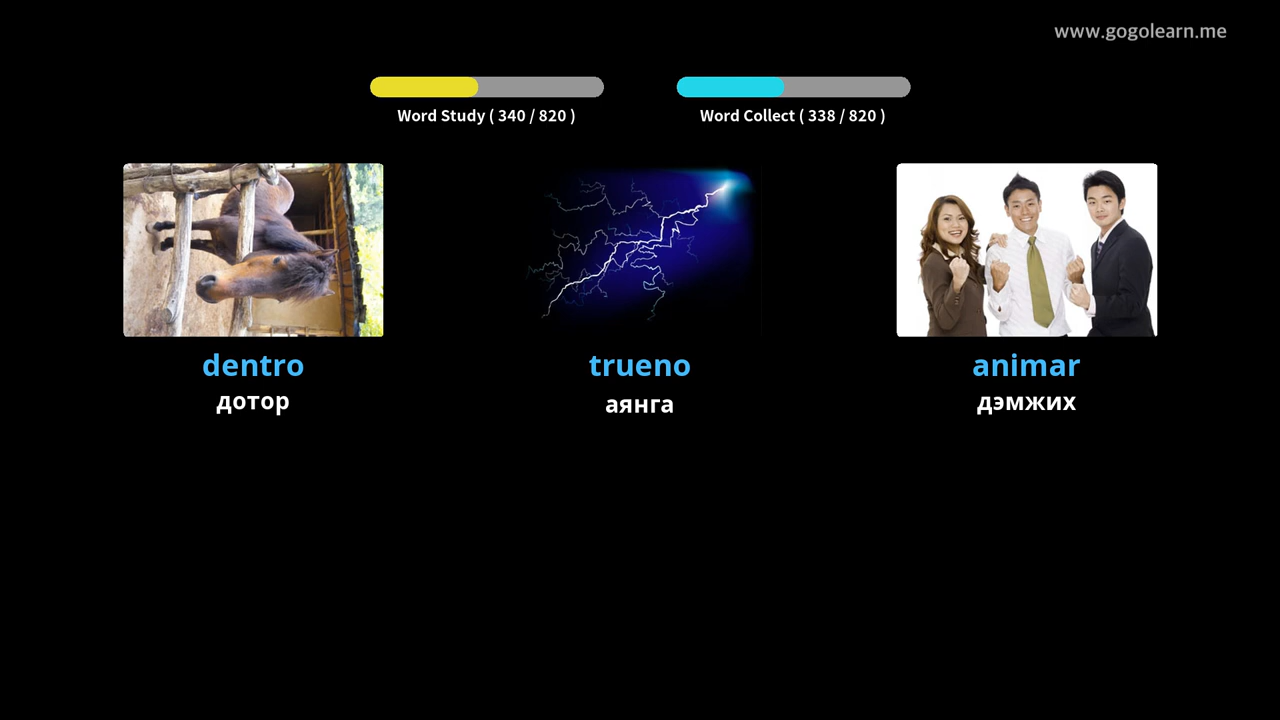 www.gogolearn.me
Word Study ( 340 / 820 )
Word Collect ( 338 / 820 )
dentro
дотор
trueno
аянга
animar
дэмжих